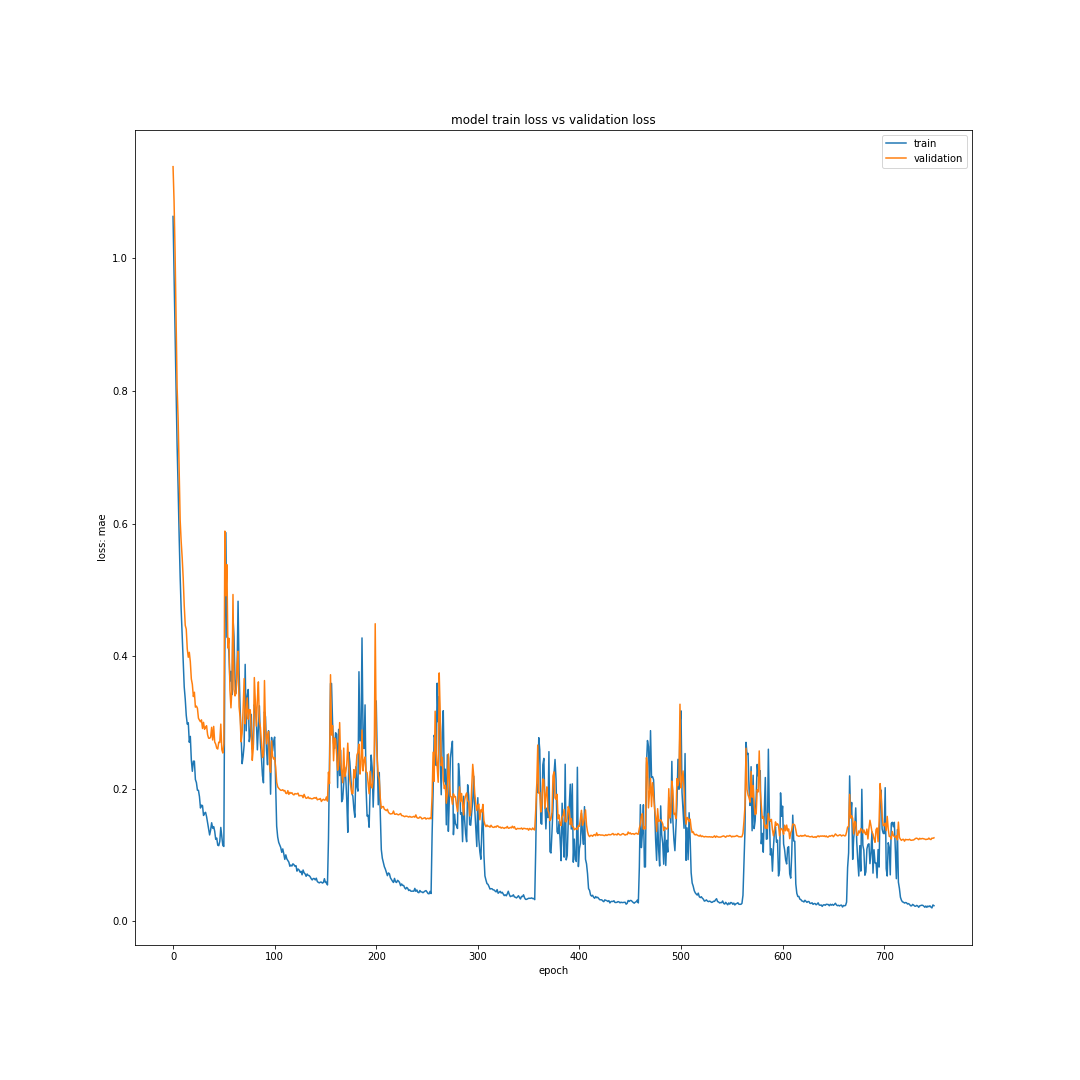 model train loss vs validation loss
train
validation
loss: mae
1.0
0.8
0.6
0.4
0.2
0.0
0 100 200 300 400 500 600 700
epoch